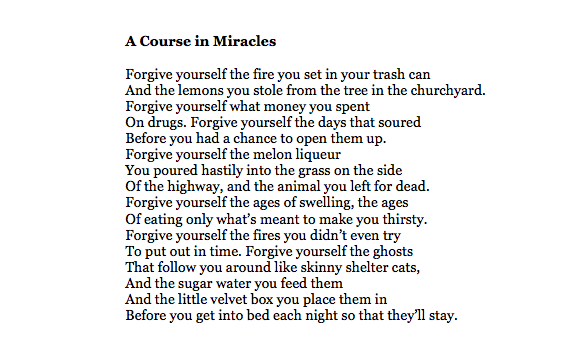 A Course in Miracles
Forgive yourself the fire you set in your trash can
And the lemons you stole from the tree in the churchyard.
Forgive yourself what money you spent
On drugs. Forgive yourself the days that soured
Before you had a chance to open them up.
Forgive yourself the melon liqueur
You poured hastily into the grass on the side
Of the highway, and the animal you left for dead.
Forgive yourself the ages of swelling, the ages
Of eating only what’s meant to make you thirsty.
Forgive yourself the fires you didn’t even try
To put out in time. Forgive yourself the ghosts
That follow you around like skinny shelter cats,
And the sugar water you feed them
And the little velvet box you place them in
Before you get into bed each night so that they’ll stay.